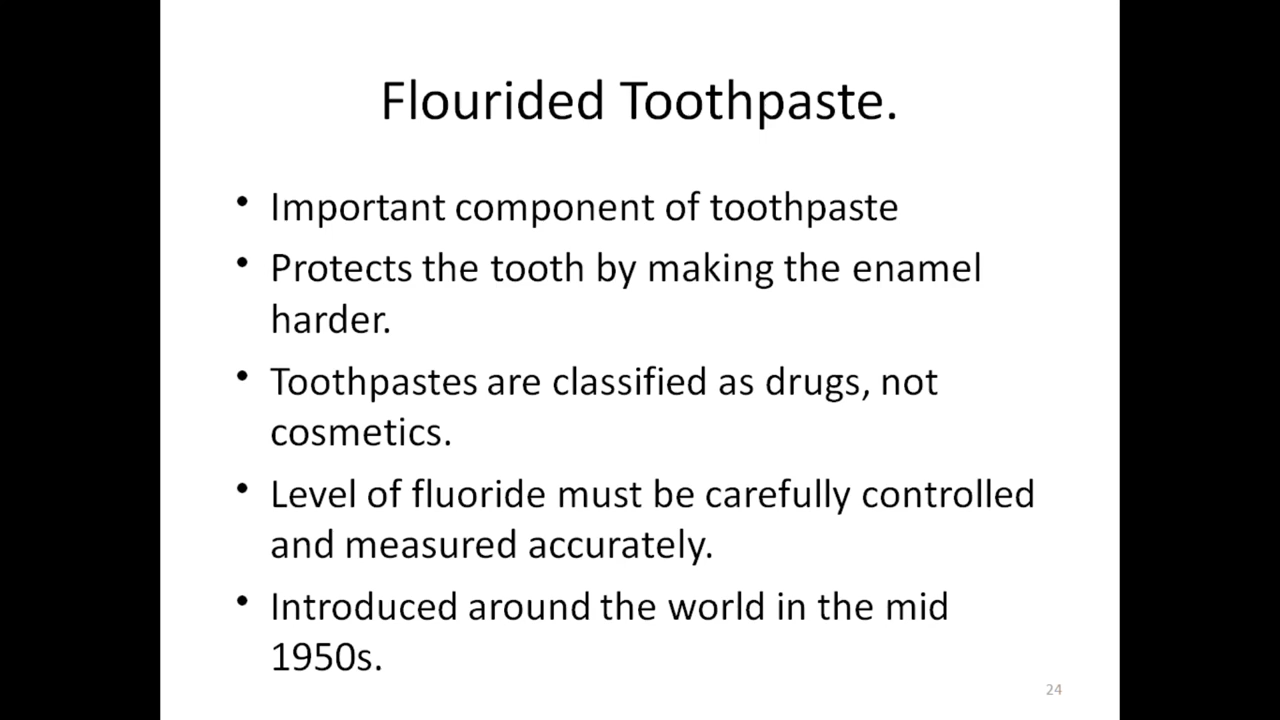 Flourided Toothpaste.
• Important component of toothpaste
• Protects the tooth by making the enamel
harder.
• Toothpastes are classified as drugs, not
cosmetics.
• Level of fluoride must be carefully controlled
and measured accurately.
• Introduced around the world in the mid
1950s.
24